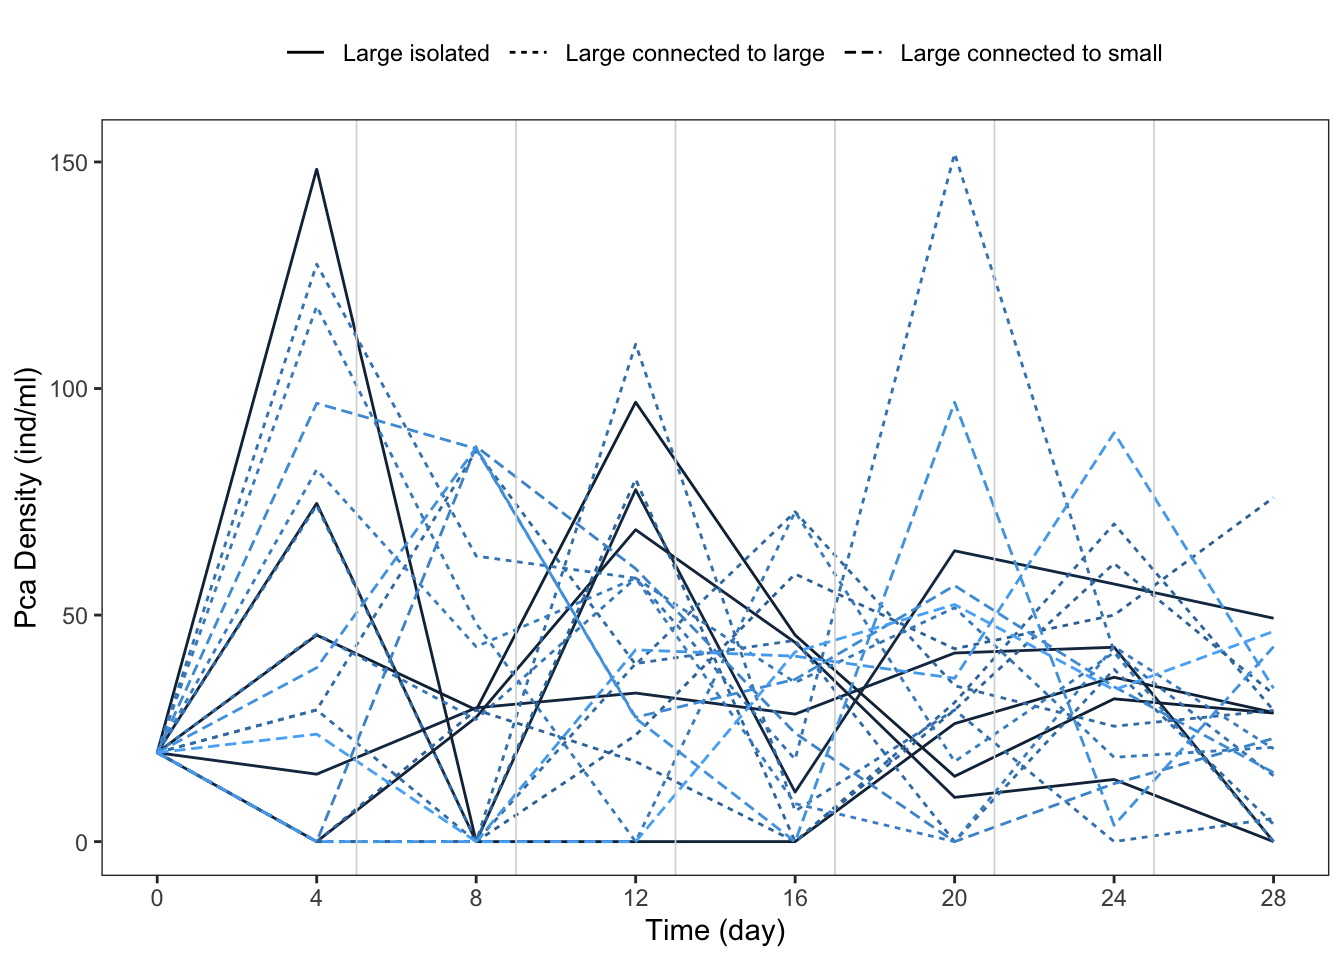 Large isolated Large connected to large Large connected to small
Pca Density (ind/ml)
150
100
50
0
0 4 8 12 16 20 24 28
Time (day)